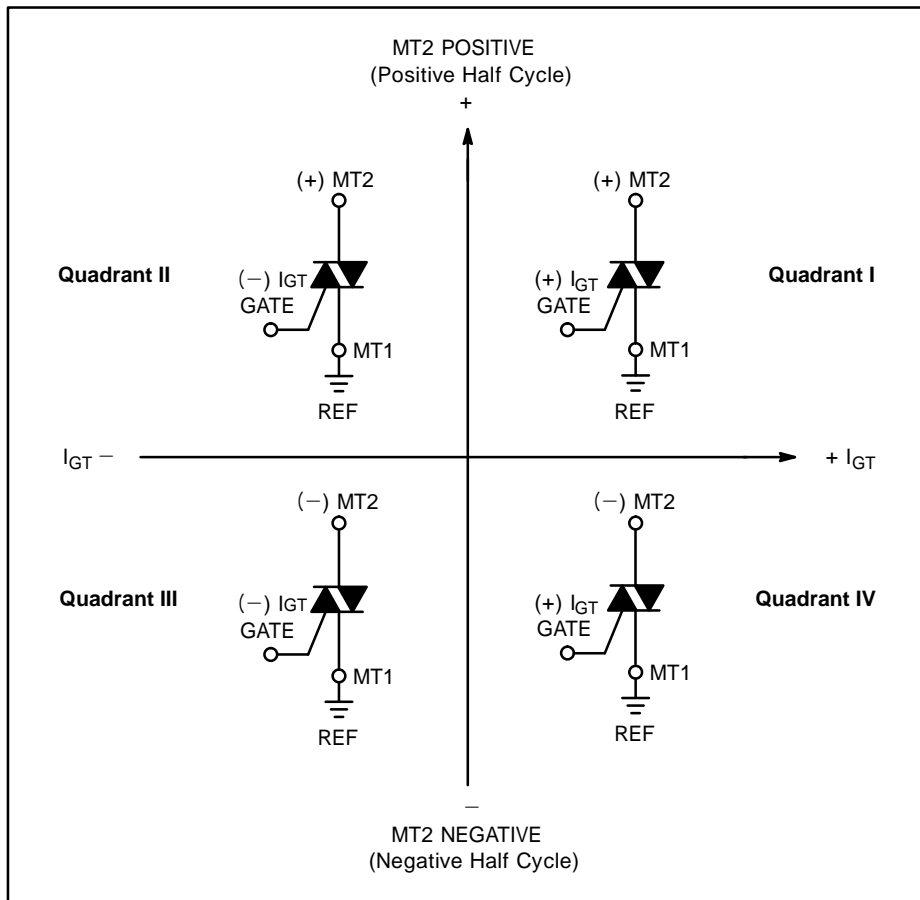 MT2 POSITIVE
(Positive Half Cycle)
+
(+) MT2
(+) MT2
Quadrant II
(−) IGT
GATE
(+) IGT
GATE
Quadrant I
MT1
MT1
REF
REF
IGT −
+ IGT
(−) MT2
(−) MT2
Quadrant III
(−) IGT
GATE
(+) IGT
GATE
Quadrant IV
MT1
MT1
REF
REF
−
MT2 NEGATIVE
(Negative Half Cycle)